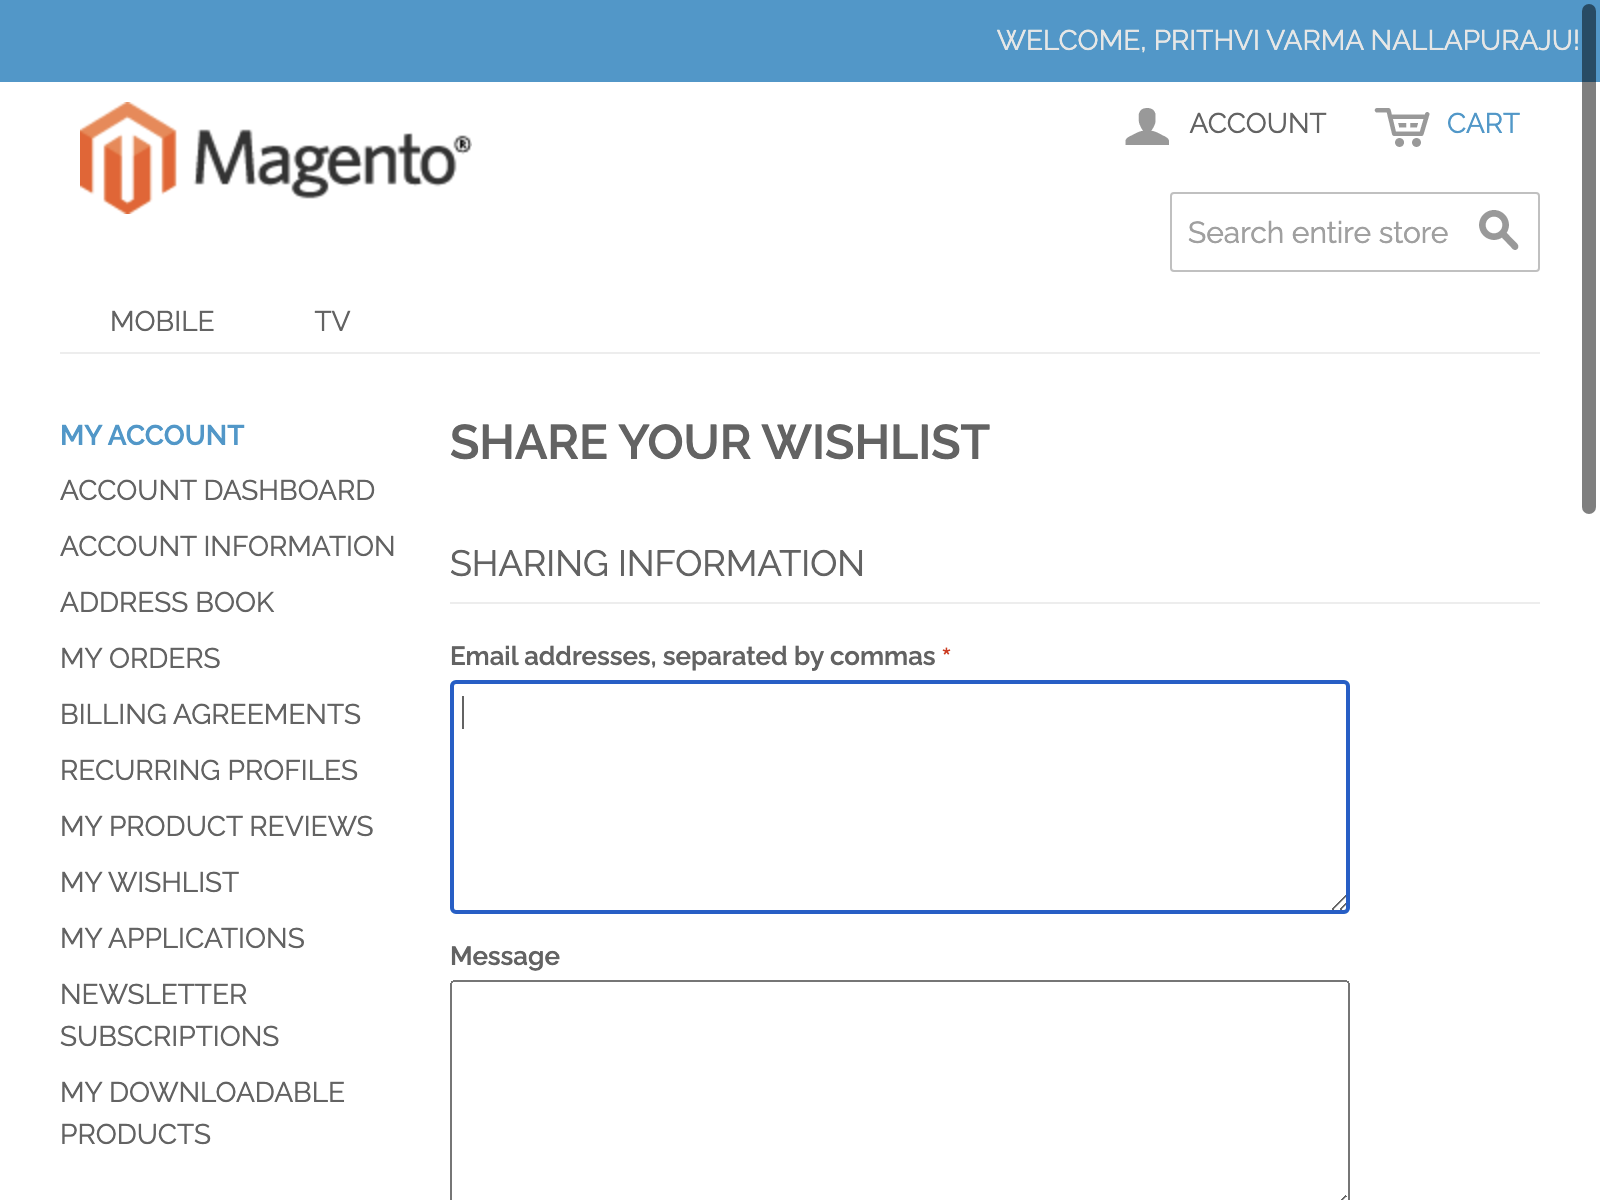 WELCOME, PRITHVI VARMA NALLAPURAJU!
Magento®
ACCOUNT
CART
Search entire store
MOBILE
TV
MY ACCOUNT
ACCOUNT DASHBOARD
ACCOUNT INFORMATION
ADDRESS BOOK
MY ORDERS
BILLING AGREEMENTS
RECURRING PROFILES
MY PRODUCT REVIEWS
MY WISHLIST
MY APPLICATIONS
NEWSLETTER
SUBSCRIPTIONS
MY DOWNLOADABLE
PRODUCTS
SHARE YOUR WISHLIST
SHARING INFORMATION
Email addresses, separated by commas *
Message